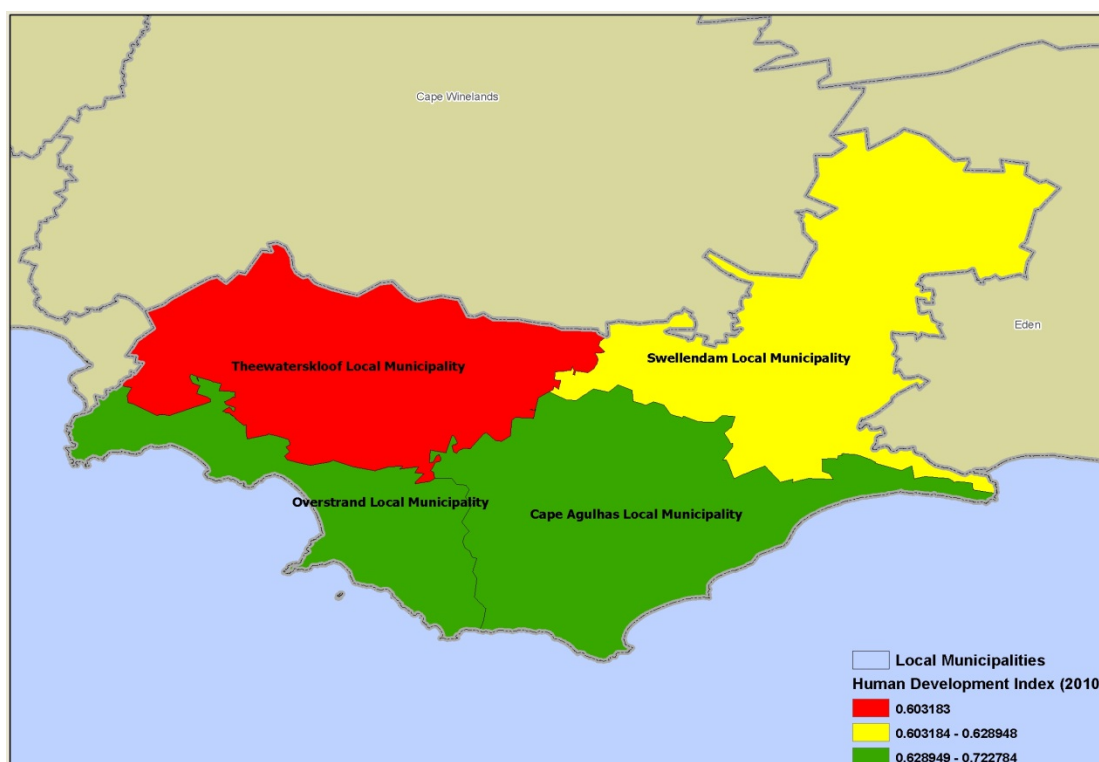 Cape Winelands
Eden
Swellendam Local Municipality
Theewaterskloof Local Municipality
Overstrand Local Municipality
Cape Agulhas Local Municipality
Local Municipalities
Human Development Index (2010
0.603183
0.603184 - 0.628948
0.628949 - 0.722784